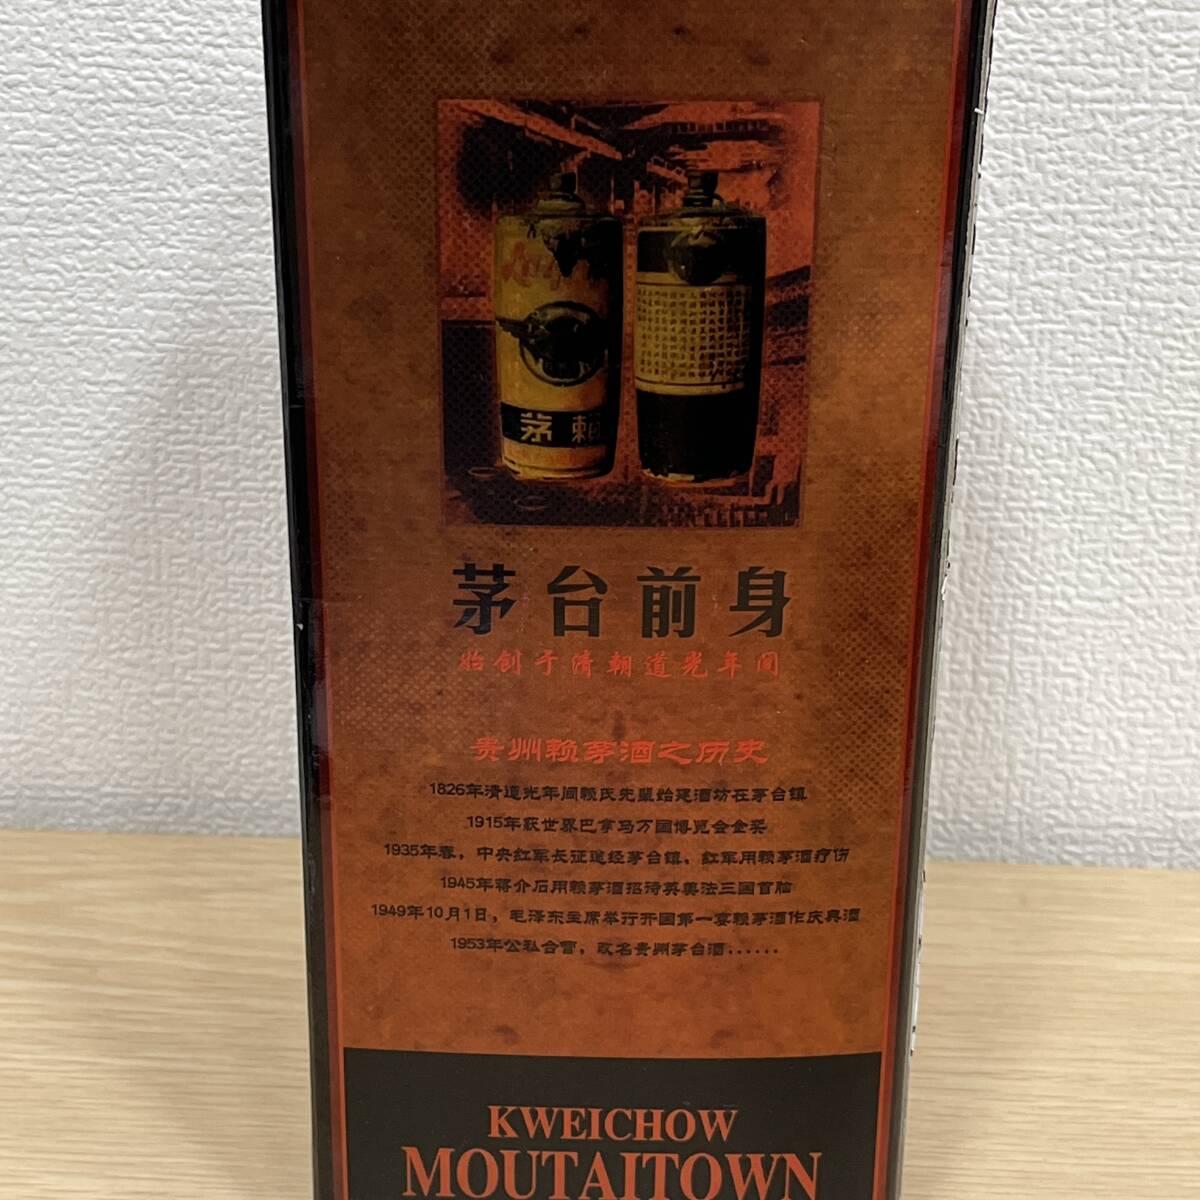 茅 賴
茅台前身
始创于清朝道光年间
贵州赖茅酒之历史
1826年清道光年间赖氏先辈始建酒坊在茅台镇
1915年获世界巴拿马万国博览会金奖
1935年春，中央红军长征途经茅台镇，红军用赖茅酒疗伤
1945年蒋介石用赖茅酒招待英美法三国首脑
1949年10月1日，毛泽东主席举行开国第一宴赖茅酒作庆典酒
1953年公私合营，改名贵州茅台酒......
KWEICHOW
MOUTAITOWN